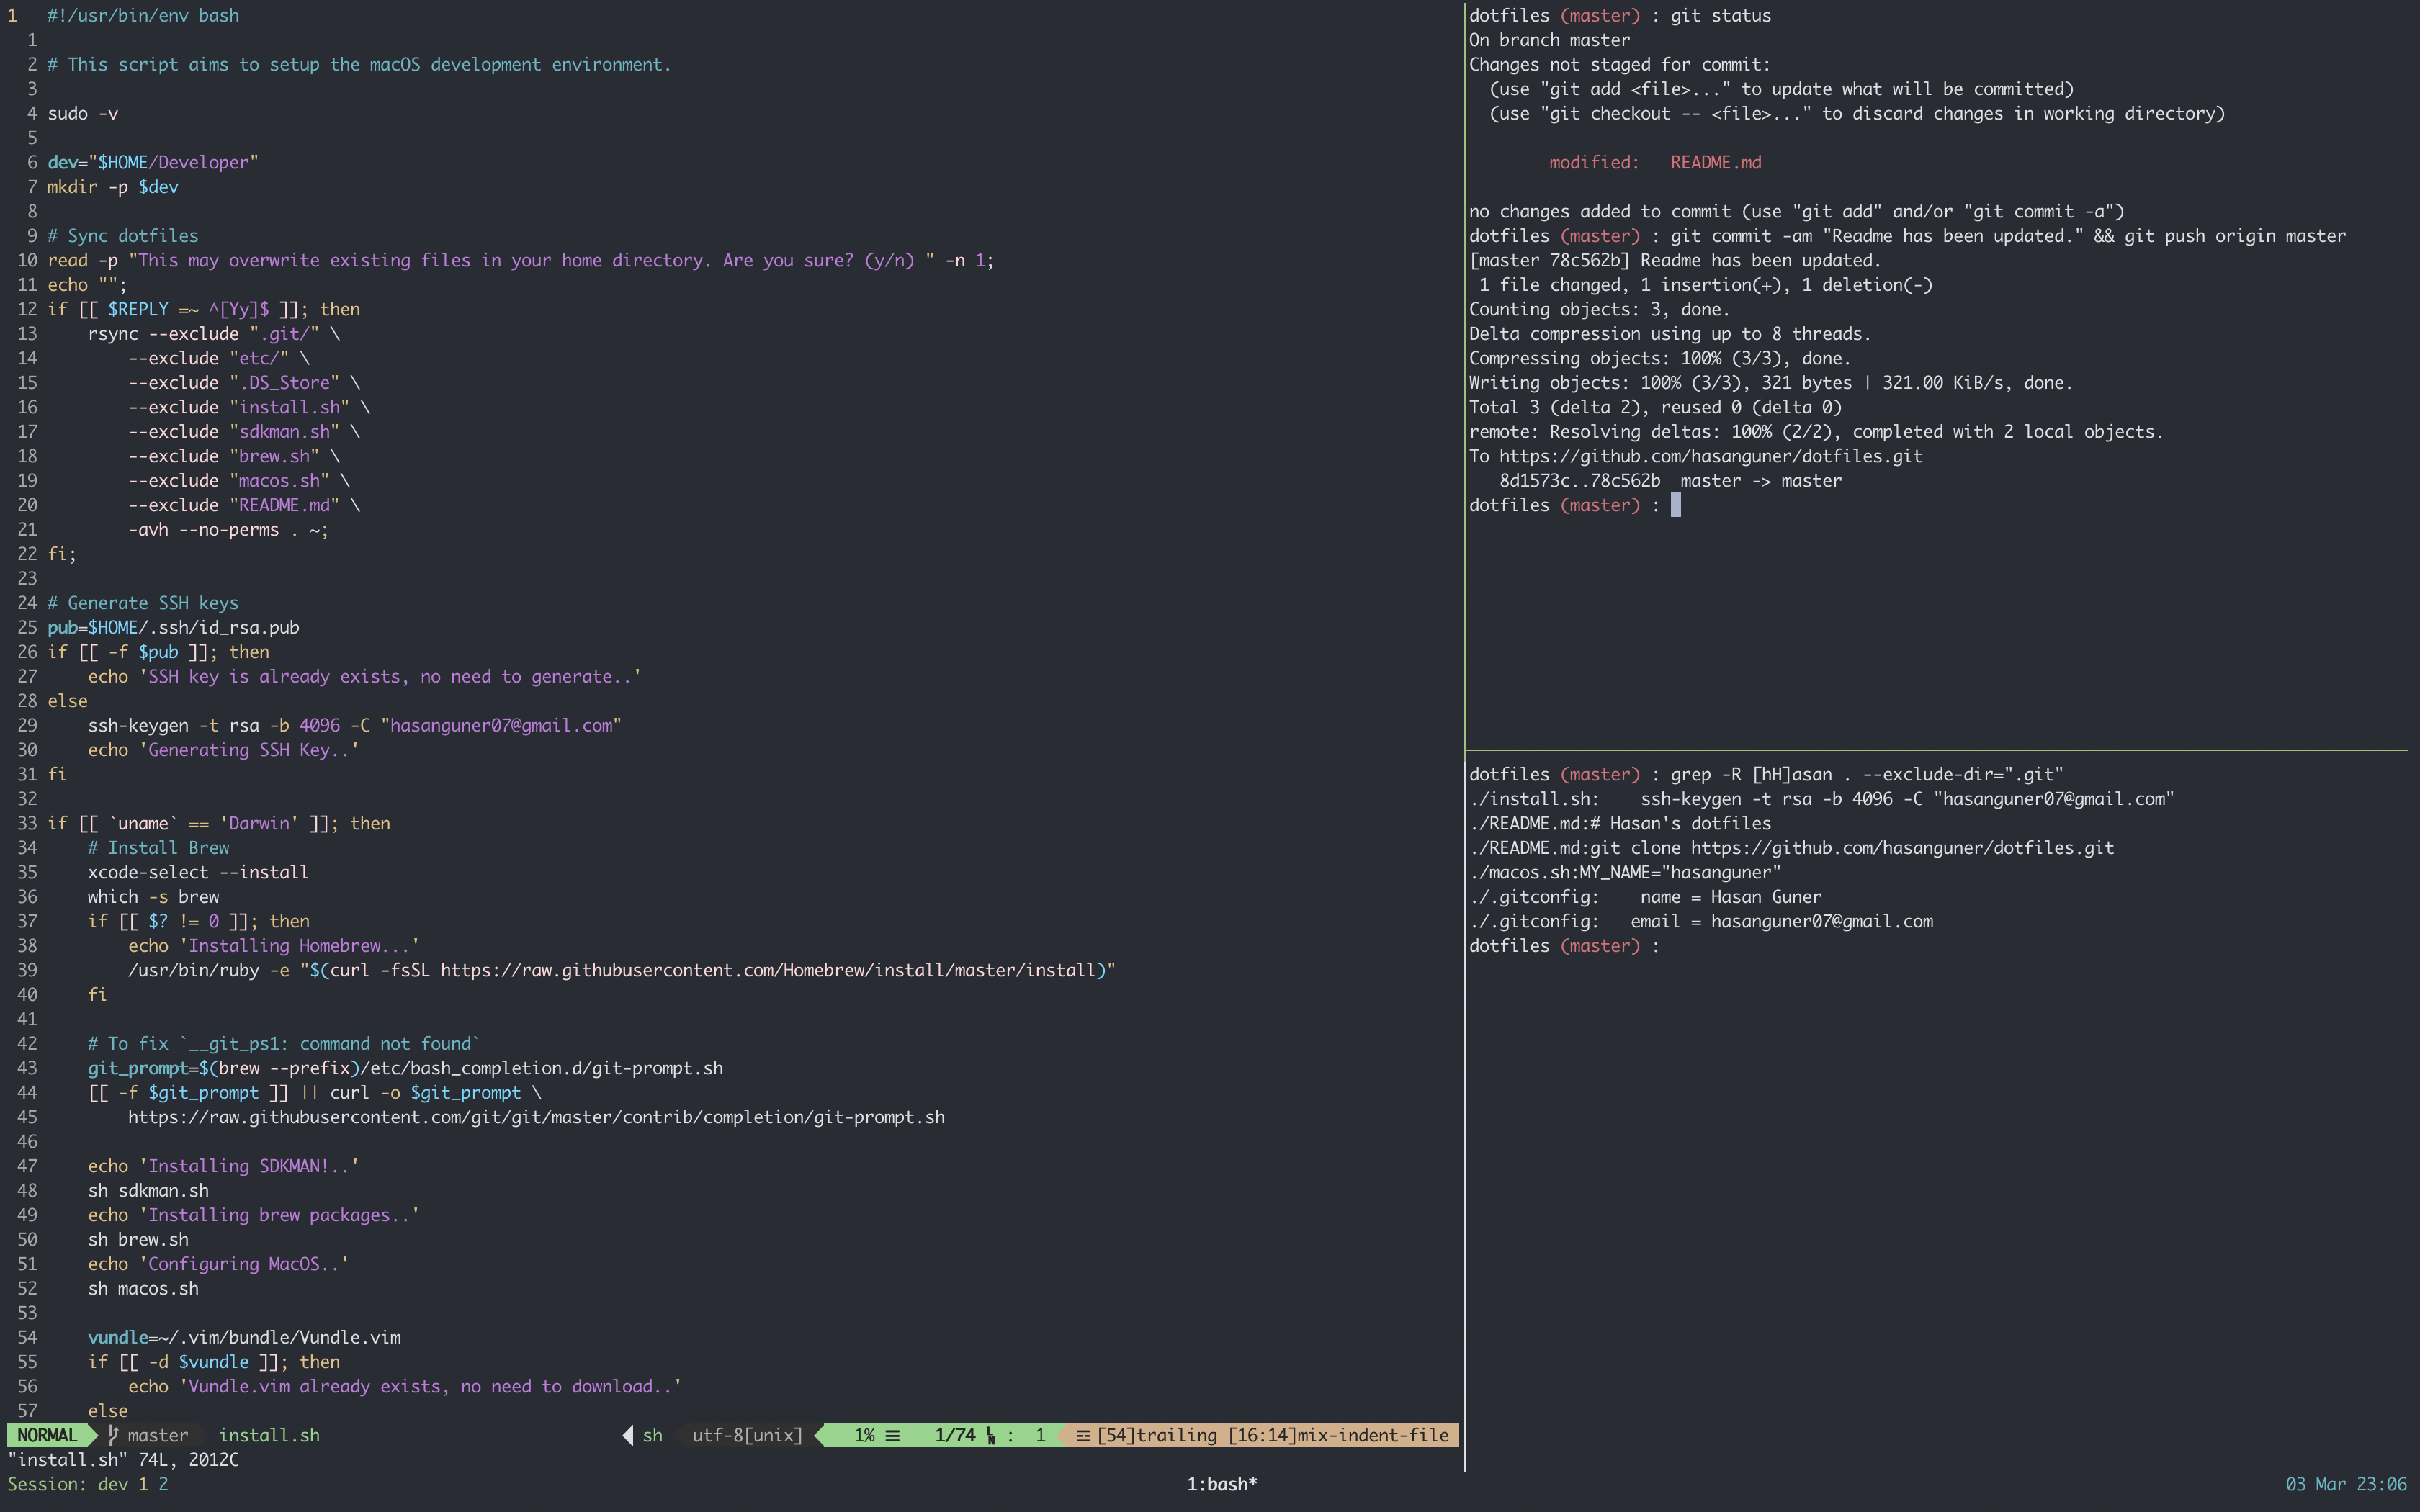 1   #!/usr/bin/env bash
  1
  2 # This script aims to setup the macOS development environment.
  3
  4 sudo -v
  5
  6 dev="$HOME/Developer"
  7 mkdir -p $dev
  8
  9 # Sync dotfiles
 10 read -p "This may overwrite existing files in your home directory. Are you sure? (y/n) " -n 1;
 11 echo "";
 12 if [[ $REPLY =~ ^[Yy]$ ]]; then
 13     rsync --exclude ".git/" \
 14         --exclude "etc/" \
 15         --exclude ".DS_Store" \
 16         --exclude "install.sh" \
 17         --exclude "sdkman.sh" \
 18         --exclude "brew.sh" \
 19         --exclude "macos.sh" \
 20         --exclude "README.md" \
 21         -avh --no-perms . ~;
 22 fi;
 23
 24 # Generate SSH keys
 25 pub=$HOME/.ssh/id_rsa.pub
 26 if [[ -f $pub ]]; then
 27     echo 'SSH key is already exists, no need to generate..'
 28 else
 29     ssh-keygen -t rsa -b 4096 -C "hasanguner07@gmail.com"
 30     echo 'Generating SSH Key..'
 31 fi
 32
 33 if [[ `uname` == 'Darwin' ]]; then
 34     # Install Brew
 35     xcode-select --install
 36     which -s brew
 37     if [[ $? != 0 ]]; then
 38         echo 'Installing Homebrew...'
 39         /usr/bin/ruby -e "$(curl -fsSL https://raw.githubusercontent.com/Homebrew/install/master/install)"
 40     fi
 41
 42     # To fix `__git_ps1: command not found`
 43     git_prompt=$(brew --prefix)/etc/bash_completion.d/git-prompt.sh
 44     [[ -f $git_prompt ]] || curl -o $git_prompt \
 45         https://raw.githubusercontent.com/git/git/master/contrib/completion/git-prompt.sh
 46
 47     echo 'Installing SDKMAN!..'
 48     sh sdkman.sh
 49     echo 'Installing brew packages..'
 50     sh brew.sh
 51     echo 'Configuring MacOS..'
 52     sh macos.sh
 53
 54     vundle=~/.vim/bundle/Vundle.vim
 55     if [[ -d $vundle ]]; then
 56         echo 'Vundle.vim already exists, no need to download..'
 57     else
NORMAL master install.sh sh utf-8[unix] 1% ☰ 1/74 ␤ : 1 ☲ [54]trailing [16:14]mix-indent-file
"install.sh" 74L, 2012C
dotfiles (master) : git status
On branch master
Changes not staged for commit:
  (use "git add <file>..." to update what will be committed)
  (use "git checkout -- <file>..." to discard changes in working directory)
        modified:   README.md
no changes added to commit (use "git add" and/or "git commit -a")
dotfiles (master) : git commit -am "Readme has been updated." && git push origin master
[master 78c562b] Readme has been updated.
 1 file changed, 1 insertion(+), 1 deletion(-)
Counting objects: 3, done.
Delta compression using up to 8 threads.
Compressing objects: 100% (3/3), done.
Writing objects: 100% (3/3), 321 bytes | 321.00 KiB/s, done.
Total 3 (delta 2), reused 0 (delta 0)
remote: Resolving deltas: 100% (2/2), completed with 2 local objects.
To https://github.com/hasanguner/dotfiles.git
   8d1573c..78c562b  master -> master
dotfiles (master) :
dotfiles (master) : grep -R [hH]asan . --exclude-dir=".git"
./install.sh:    ssh-keygen -t rsa -b 4096 -C "hasanguner07@gmail.com"
./README.md:# Hasan's dotfiles
./README.md:git clone https://github.com/hasanguner/dotfiles.git
./macos.sh:MY_NAME="hasanguner"
./.gitconfig:    name = Hasan Guner
./.gitconfig:   email = hasanguner07@gmail.com
dotfiles (master) :
Session: dev 1 2 1:bash* 03 Mar 23:06